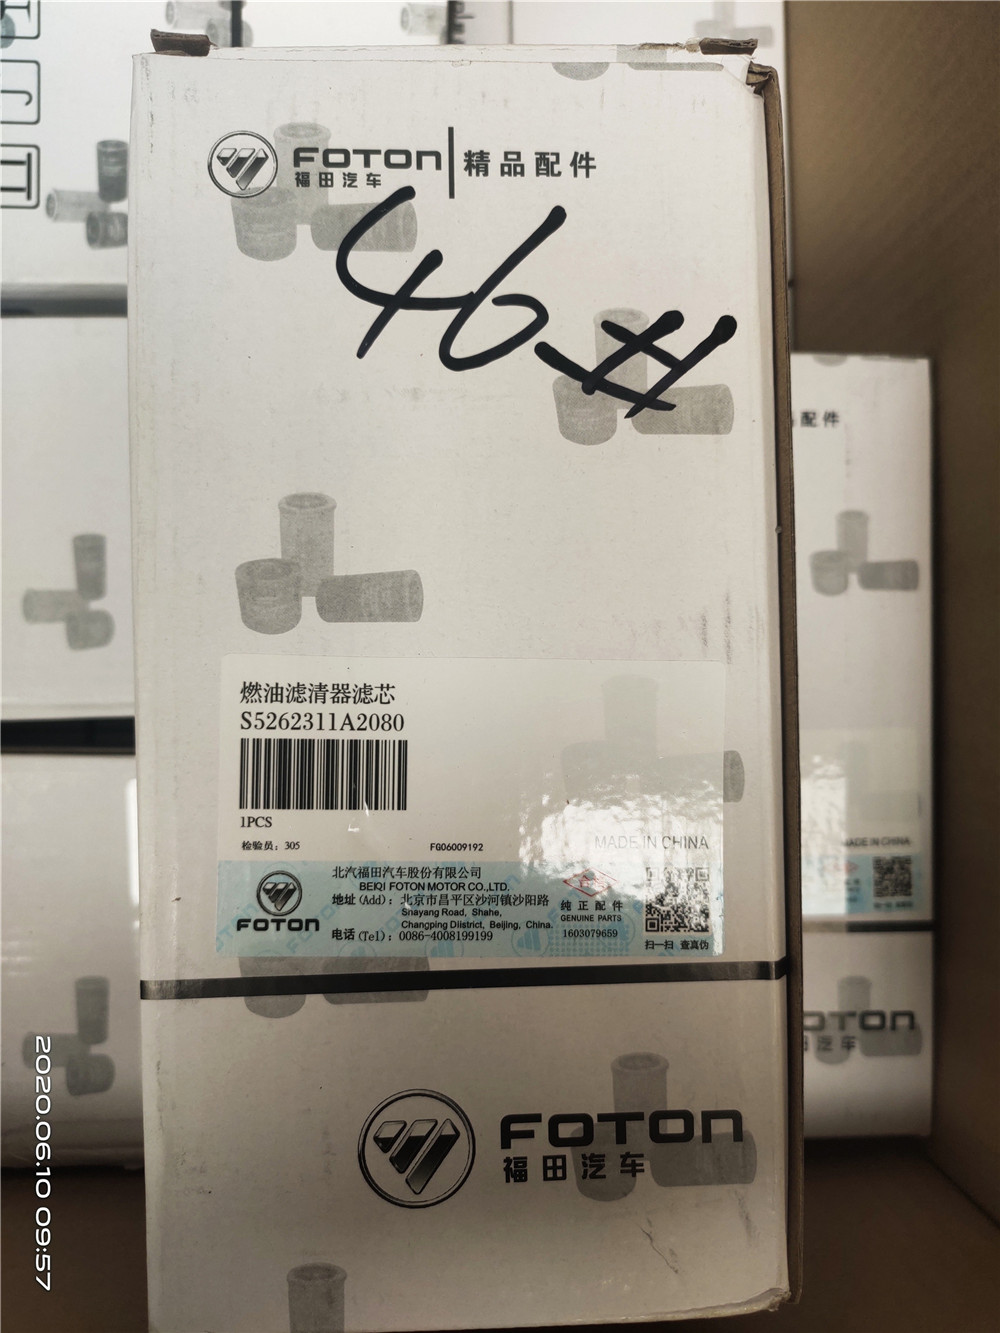 FOTON
福田汽车
精品配件
46#
燃油滤清器滤芯
S5262311A2080
1PCS
检验员：305
FG06009192
MADE IN CHINA
FOTON
北汽福田汽车股份有限公司
BEIQI FOTON MOTOR CO.,LTD.
地址(Add)：北京市昌平区沙河镇沙阳路
Snayang Road, Shahe,
Changping Diistrict, Beijing, China.
电话(Tel)：0086-4008199199
纯正配件
GENUINE PARTS
1603079659
扫一扫 查真伪
FOTON
福田汽车
配件
MADE IN CHINA
OTON
汽车
2020.06.10 09:57